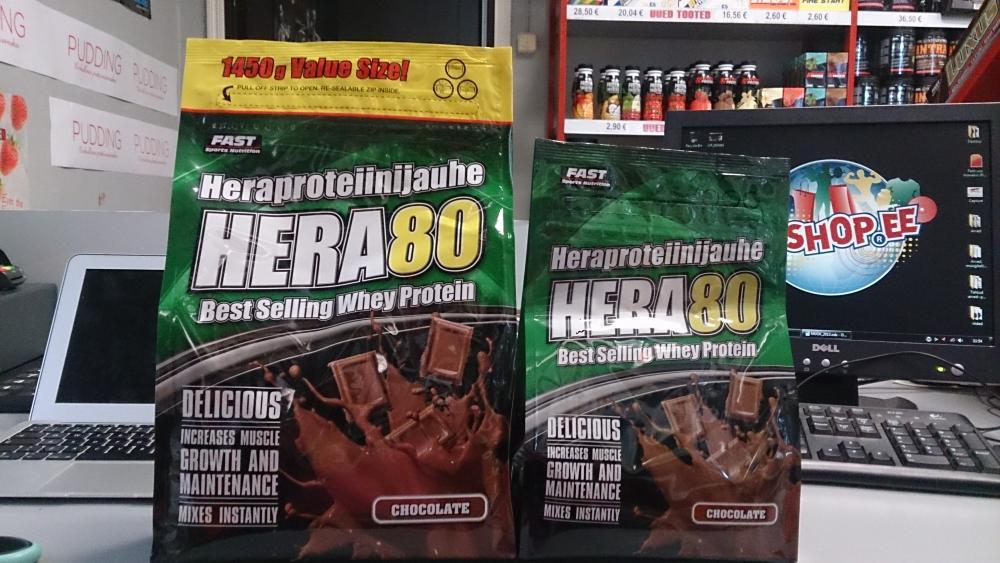 28,50 €
20,04 €
UUED TOOTED
16,56 €
2,60 €
2,60 €
36,50 €
2,90 €
UUED
PUDDING
PUDDING
PUDDING
PUDDING
1450g Value Size!
PULL OFF STRIP TO OPEN. RE-SEALABLE ZIP INSIDE
FAST
Sports Nutrition
Heraproteiinijauhe
HERA80
Best Selling Whey Protein
DELICIOUS
INCREASES MUSCLE
GROWTH AND
MAINTENANCE
MIXES INSTANTLY
CHOCOLATE
FAST
Sports Nutrition
Heraproteiinijauhe
HERA80
Best Selling Whey Protein
DELICIOUS
INCREASES MUSCLE
GROWTH AND
MAINTENANCE
MIXES INSTANTLY
CHOCOLATE
SHOP.EE
DELL